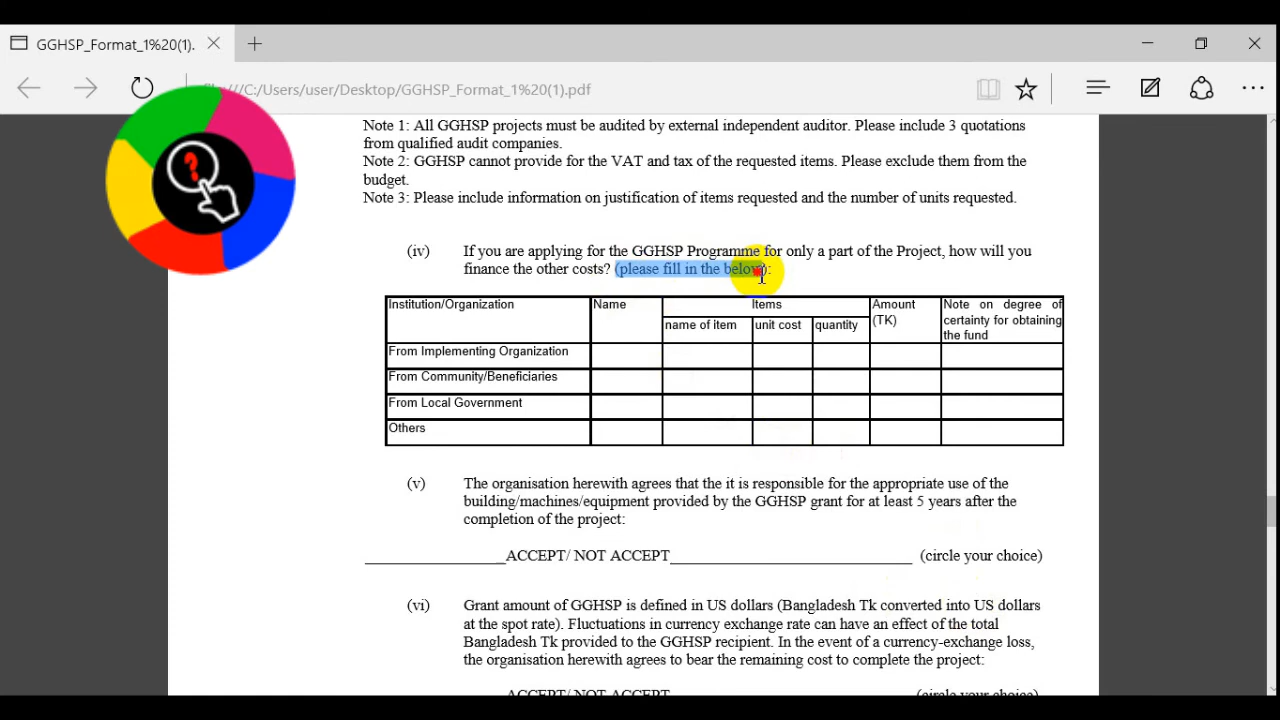 GGHSP_Format_1%20(1).
file:///C:/Users/user/Desktop/GGHSP_Format_1%20(1).pdf
Note 1: All GGHSP projects must be audited by external independent auditor. Please include 3 quotations
from qualified audit companies.
Note 2: GGHSP cannot provide for the VAT and tax of the requested items. Please exclude them from the
budget.
Note 3: Please include information on justification of items requested and the number of units requested.
(iv) If you are applying for the GGHSP Programme for only a part of the Project, how will you
finance the other costs? (please fill in the below):
Institution/Organization Name Items Amount (TK) Note on degree of
certainty for obtaining
the fund
name of item unit cost quantity
From Implementing Organization
From Community/Beneficiaries
From Local Government
Others
(v) The organisation herewith agrees that the it is responsible for the appropriate use of the
building/machines/equipment provided by the GGHSP grant for at least 5 years after the
completion of the project:
ACCEPT/ NOT ACCEPT (circle your choice)
(vi) Grant amount of GGHSP is defined in US dollars (Bangladesh Tk converted into US dollars
at the spot rate). Fluctuations in currency exchange rate can have an effect of the total
Bangladesh Tk provided to the GGHSP recipient. In the event of a currency-exchange loss,
the organisation herewith agrees to bear the remaining cost to complete the project:
ACCEPT/ NOT ACCEPT (circle your choice)